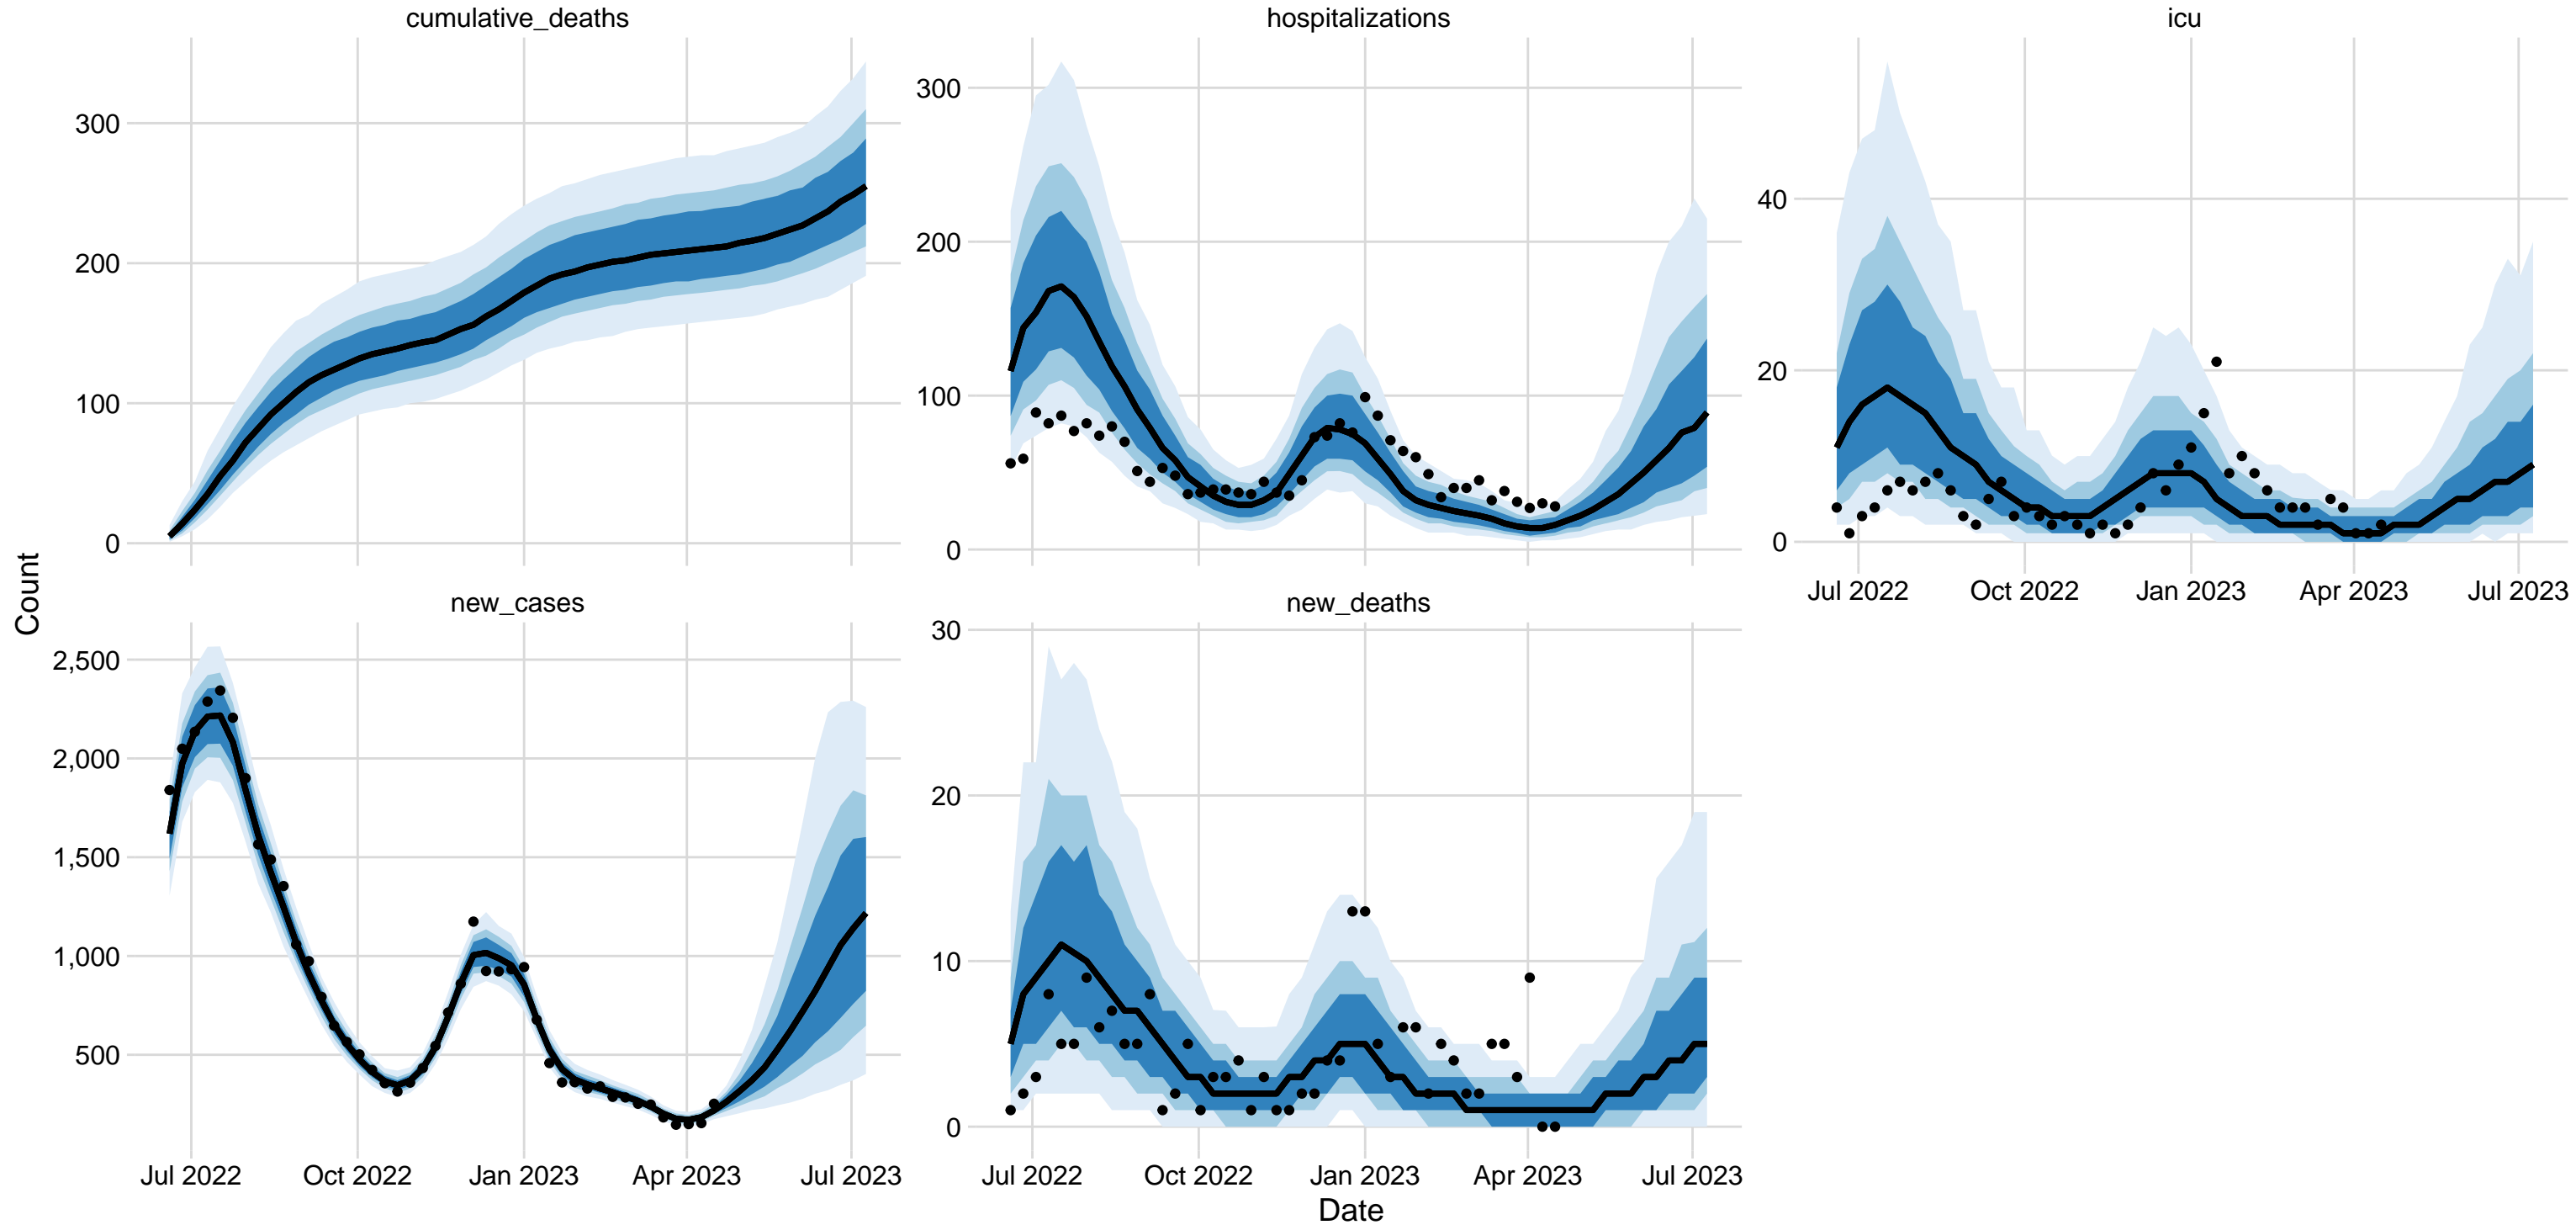 cumulative_deaths
hospitalizations
icu
300
200
100
0
300
200
100
0
40
20
0
Jul 2022 Oct 2022 Jan 2023 Apr 2023 Jul 2023
Count
new_cases
new_deaths
2,500
2,000
1,500
1,000
500
30
20
10
0
Jul 2022 Oct 2022 Jan 2023 Apr 2023 Jul 2023
Jul 2022 Oct 2022 Jan 2023 Apr 2023 Jul 2023
Date